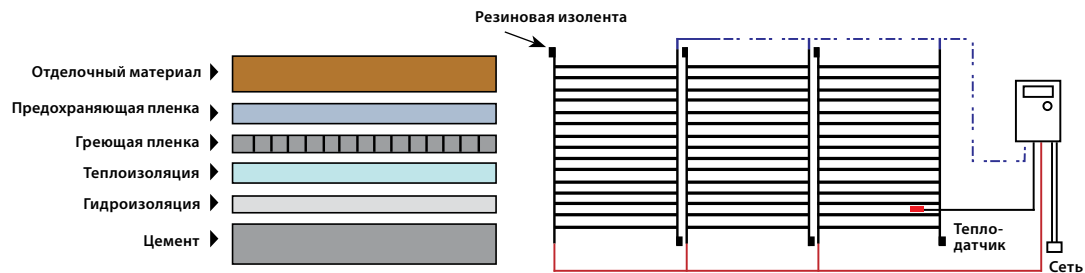 Резиновая изолента
Отделочный материал
Предохраняющая пленка
Греющая пленка
Теплоизоляция
Гидроизоляция
Цемент
Тепло-
датчик
Сеть